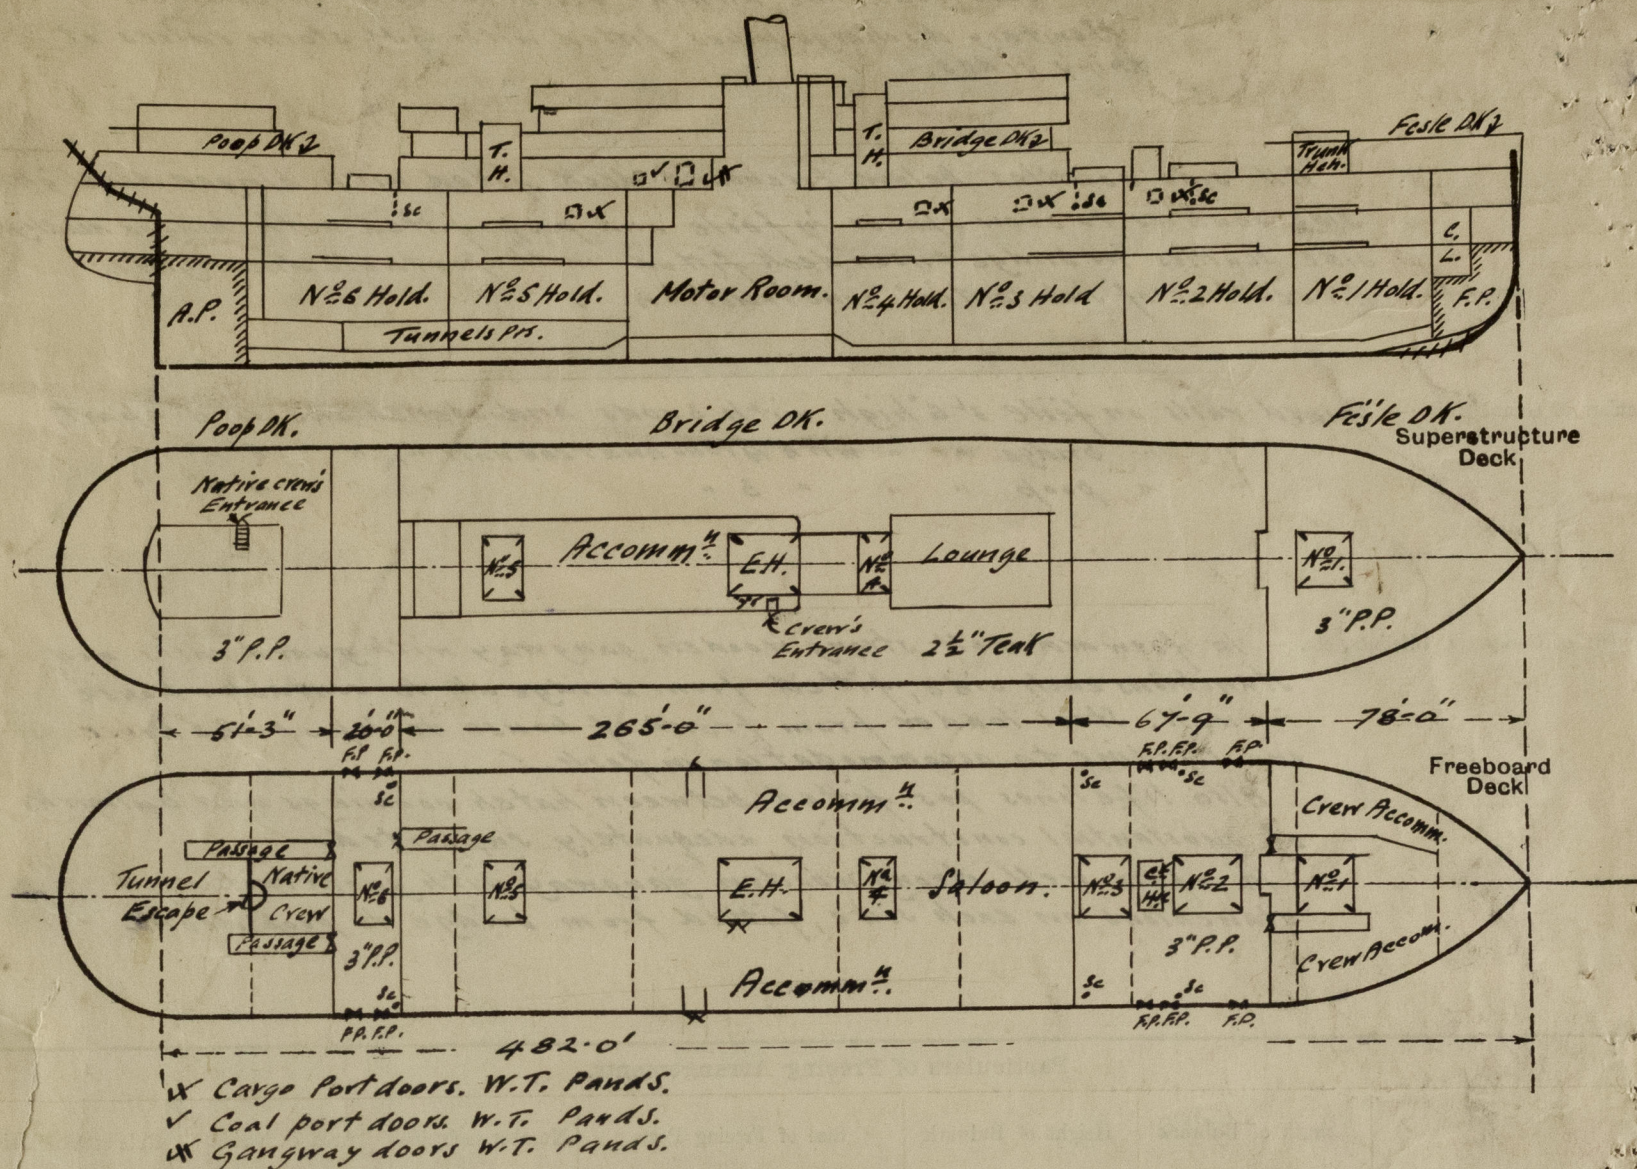 Poop DK
T.
H.
T.
H.
Bridge DK
Fcsle DK
Trunk
Hch.
sc
sc
sc
C.
L.
A.P.
Nº 6 Hold.
Nº 5 Hold.
Motor Room.
Nº 4 Hold.
Nº 3 Hold
Nº 2 Hold.
Nº 1 Hold.
F.P.
Tunnels P/S.
Poop DK.
Bridge DK.
Fcsle DK.
Superstructure
Deck
Native crew's
Entrance
Nº 5
Accommⁿ.
E.H.
Nº
4
Lounge
Nº 1.
3" P.P.
Crew's
Entrance
2½" Teak
3" P.P.
51'-3"
20'-0"
265'-0"
67'-9"
78'-0"
F.P. F.P.
F.P. F.P. F.P.
Freeboard
Deck
sc
sc
sc
Accommⁿ.
Crew Accomm.
Passage
Passage
Tunnel
Escape
Native
Crew
Nº 6
Nº 5
E.H.
Nº
4
Saloon.
Nº 3
Nº 2
Nº 1
Passage
3" P.P.
3" P.P.
Crew Accom.
Accommⁿ.
sc
sc
sc
F.P. F.P.
F.P. F.P. F.P.
482.0'
Cargo Port doors. W.T. PandS.
✓ Coal port doors. W.T. PandS.
Gangway doors W.T. PandS.